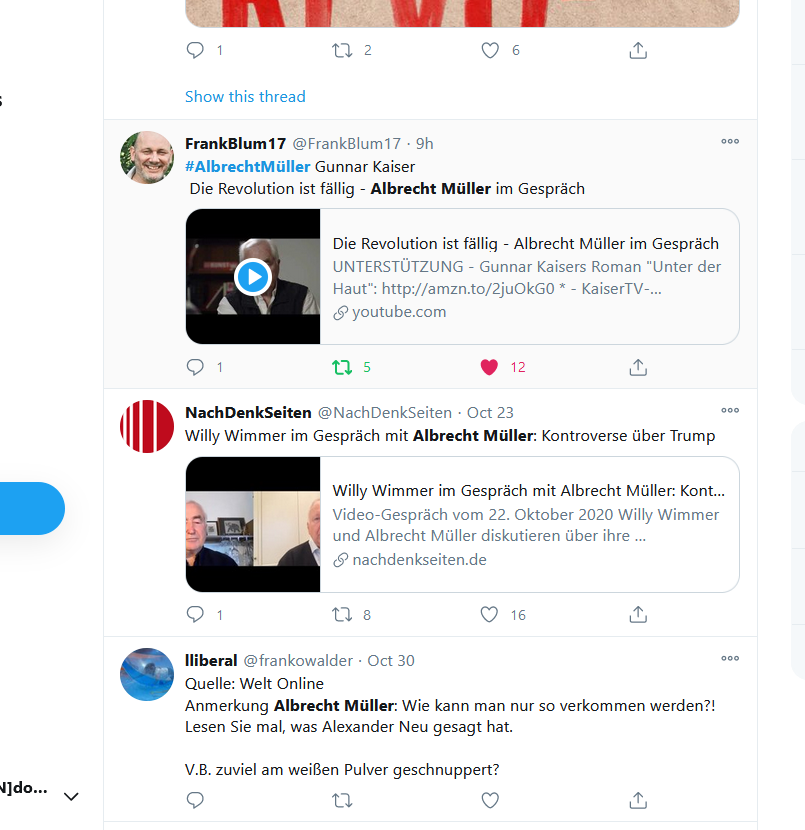 1 2 6
Show this thread
s
FrankBlum17 @FrankBlum17 · 9h
#AlbrechtMüller Gunnar Kaiser
Die Revolution ist fällig - Albrecht Müller im Gespräch
Die Revolution ist fällig - Albrecht Müller im Gespräch
UNTERSTÜTZUNG - Gunnar Kaisers Roman "Unter der
Haut": http://amzn.to/2juOkG0 * - KaiserTV-...
youtube.com
1 5 12
NachDenkSeiten @NachDenkSeiten · Oct 23
Willy Wimmer im Gespräch mit Albrecht Müller: Kontroverse über Trump
Willy Wimmer im Gespräch mit Albrecht Müller: Kont...
Video-Gespräch vom 22. Oktober 2020 Willy Wimmer
und Albrecht Müller diskutieren über ihre ...
nachdenkseiten.de
1 8 16
lliberal @frankowalder · Oct 30
Quelle: Welt Online
Anmerkung Albrecht Müller: Wie kann man nur so verkommen werden?!
Lesen Sie mal, was Alexander Neu gesagt hat.
V.B. zuviel am weißen Pulver geschnuppert?
N]do...